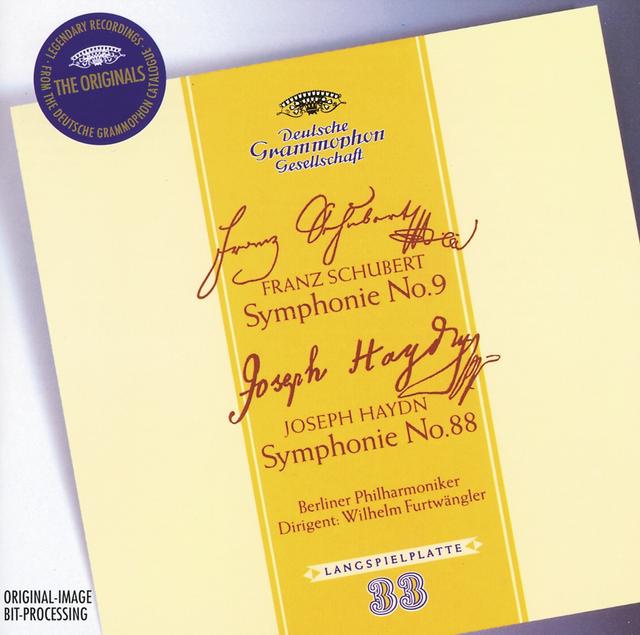 LEGENDARY RECORDINGS
FROM THE DEUTSCHE GRAMMOPHON CATALOGUE
THE ORIGINALS
Deutsche
Grammophon
Gesellschaft
Franz Schubert
FRANZ SCHUBERT
Symphonie No.9
Joseph Haydn
JOSEPH HAYDN
Symphonie No.88
Berliner Philharmoniker
Dirigent: Wilhelm Furtwängler
LANGSPIELPLATTE
33
ORIGINAL-IMAGE
BIT-PROCESSING